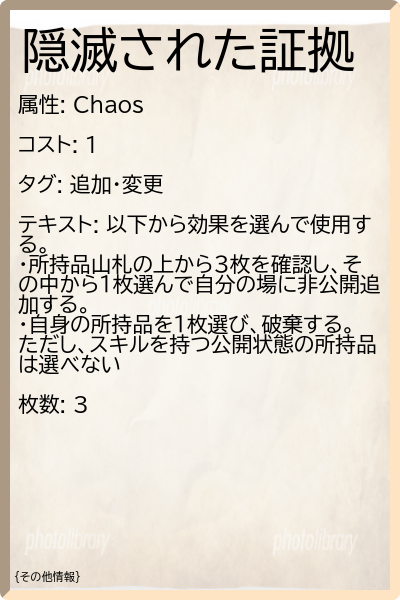 隠滅された証拠
属性: Chaos
コスト: 1
タグ: 追加・変更
テキスト: 以下から効果を選んで使用す
る。
・所持品山札の上から3枚を確認し、そ
の中から1枚選んで自分の場に非公開追
加する。
・自身の所持品を1枚選び、破棄する。
ただし、スキルを持つ公開状態の所持品
は選べない
枚数: 3
photolibrary
photolibrary
photolibrary
photolibrary
{その他情報}